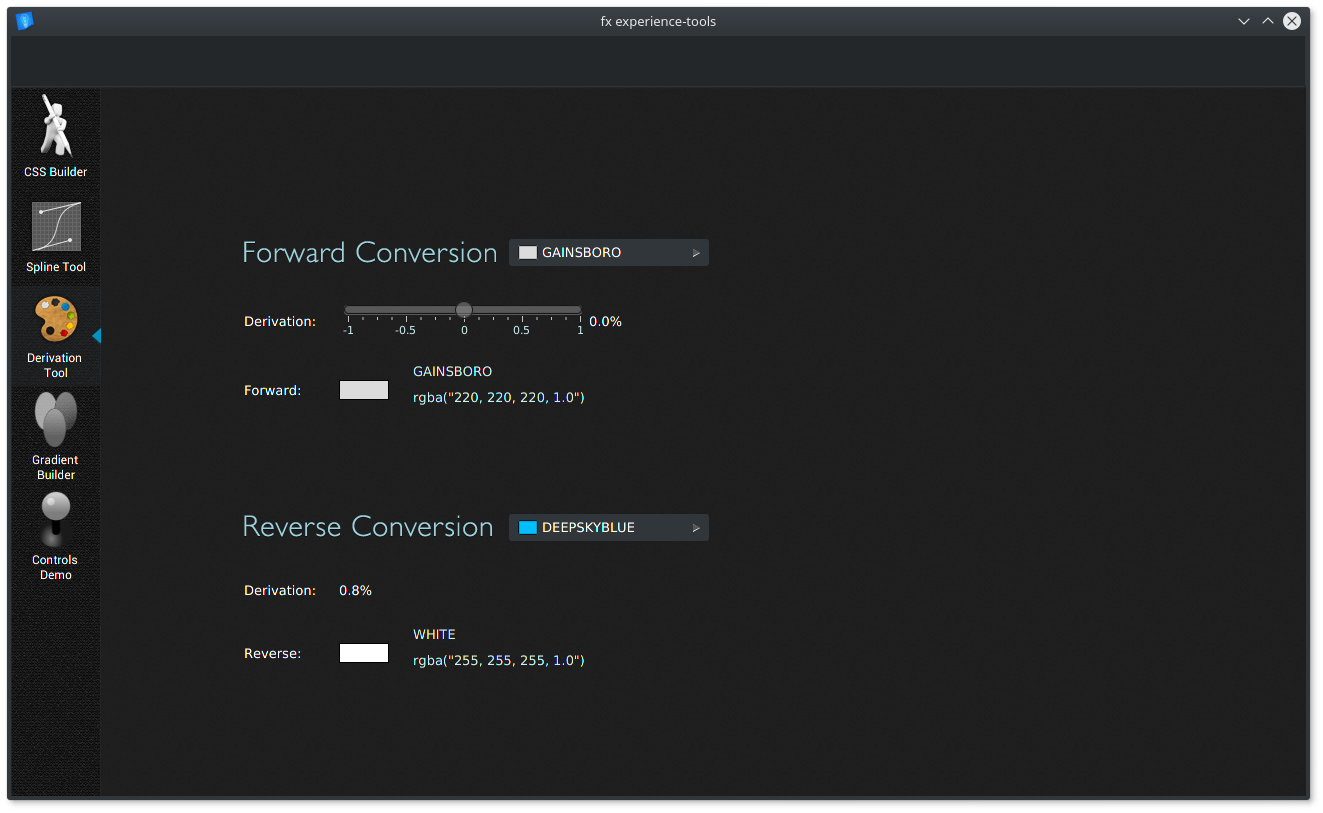 fx experience-tools
CSS Builder
Spline Tool
Derivation
Tool
Gradient
Builder
Controls
Demo
Forward Conversion
GAINSBORO
Derivation:
-1 -0.5 0 0.5 1
0.0%
Forward:
GAINSBORO
rgba("220, 220, 220, 1.0")
Reverse Conversion
DEEPSKYBLUE
Derivation:
0.8%
Reverse:
WHITE
rgba("255, 255, 255, 1.0")